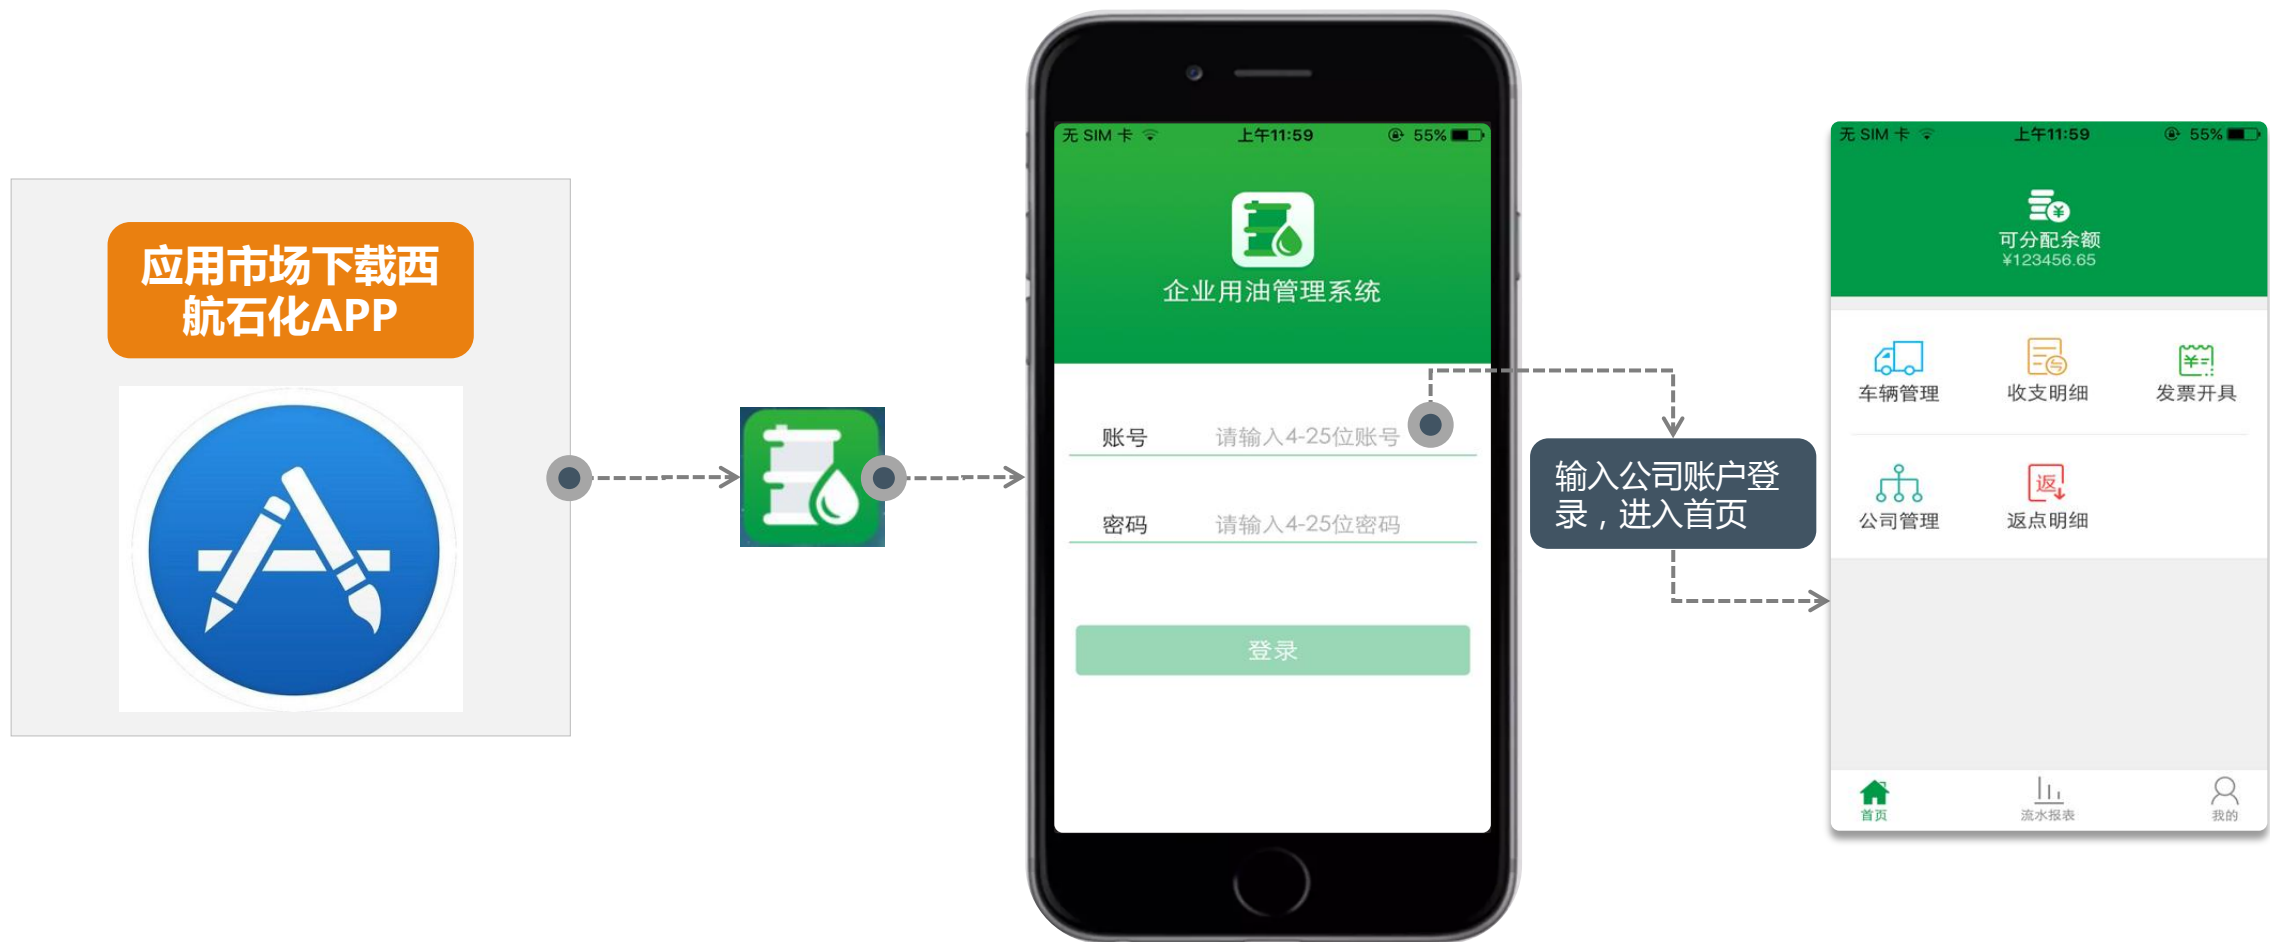 应用市场下载西
航石化APP
无 SIM 卡
上午11:59
55%
企业用油管理系统
账号
请输入4-25位账号
密码
请输入4-25位密码
登录
输入公司账户登
录，进入首页
无 SIM 卡
上午11:59
55%
可分配余额
¥123456.65
车辆管理
收支明细
发票开具
公司管理
返
返点明细
首页
流水报表
我的